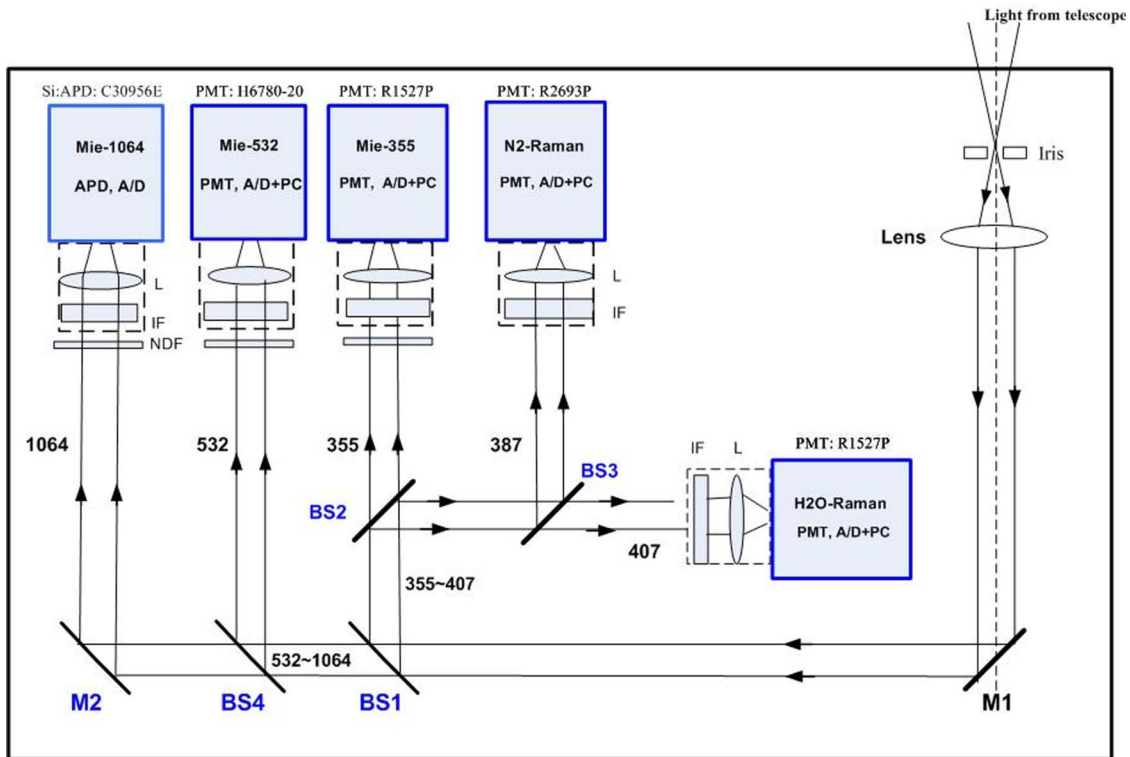 Light from telescope
Si:APD: C30956E
PMT: H6780-20
PMT: R1527P
PMT: R2693P
Mie-1064
APD, A/D
Mie-532
PMT, A/D+PC
Mie-355
PMT, A/D+PC
N2-Raman
PMT, A/D+PC
Iris
Lens
L
IF
NDF
L
IF
1064
532
355
387
IF
L
PMT: R1527P
BS3
BS2
H2O-Raman
PMT, A/D+PC
407
355~407
532~1064
M2
BS4
BS1
M1